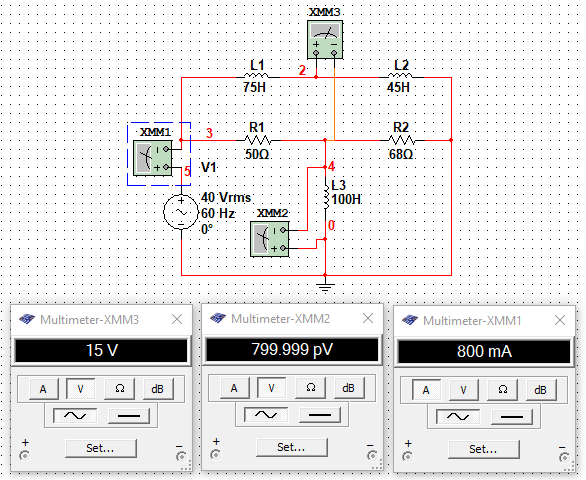 XMM3
L1
L2
2
75H
45H
XMM1
3
R1
R2
50Ω
68Ω
5
V1
4
L3
100H
40 Vrms
60 Hz
0°
XMM2
0
Multimeter-XMM3
Multimeter-XMM2
Multimeter-XMM1
15 V
799.999 pV
800 mA
A V Ω dB
A V Ω dB
A V Ω dB
+ Set... -
+ Set... -
+ Set... -